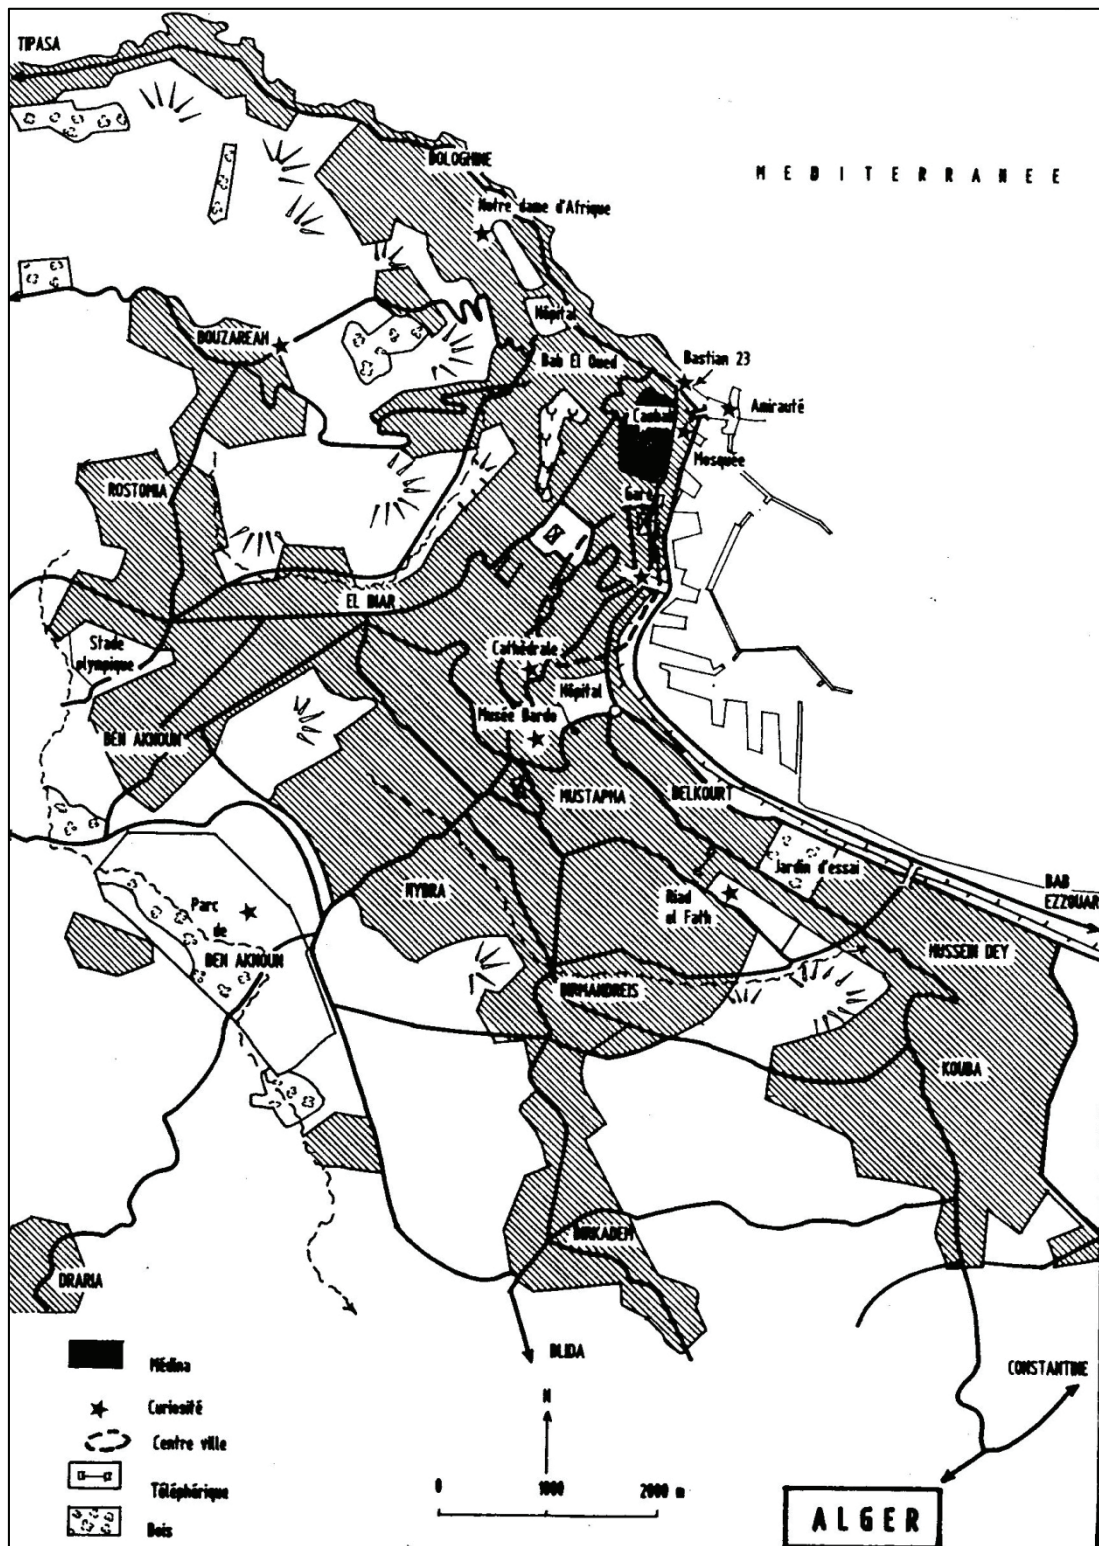 TIPASA
BOLOGHINE
MEDITERRANEE
Notre dame d'Afrique
Hôpital
BOUZAREAH
Bab El Oued
Bastian 23
Casbah
Amirauté
Mosquée
ROSTOMIA
Gare
EL BIAR
Stade
olympique
Cathédrale
Hôpital
Musée Bardo
BEN AKNOUN
MUSTAPHA
BELKOURT
Jardin d'essai
HYDRA
Riad
el Fath
BAB
EZZOUAR
Parc
de
BEN AKNOUN
HUSSEIN DEY
BIRMANDREIS
KOUBA
BIRKADEM
DRARIA
BLIDA
CONSTANTINE
Médina
Curiosité
Centre ville
Téléphérique
Bois
N
0 1000 2000 m
ALGER